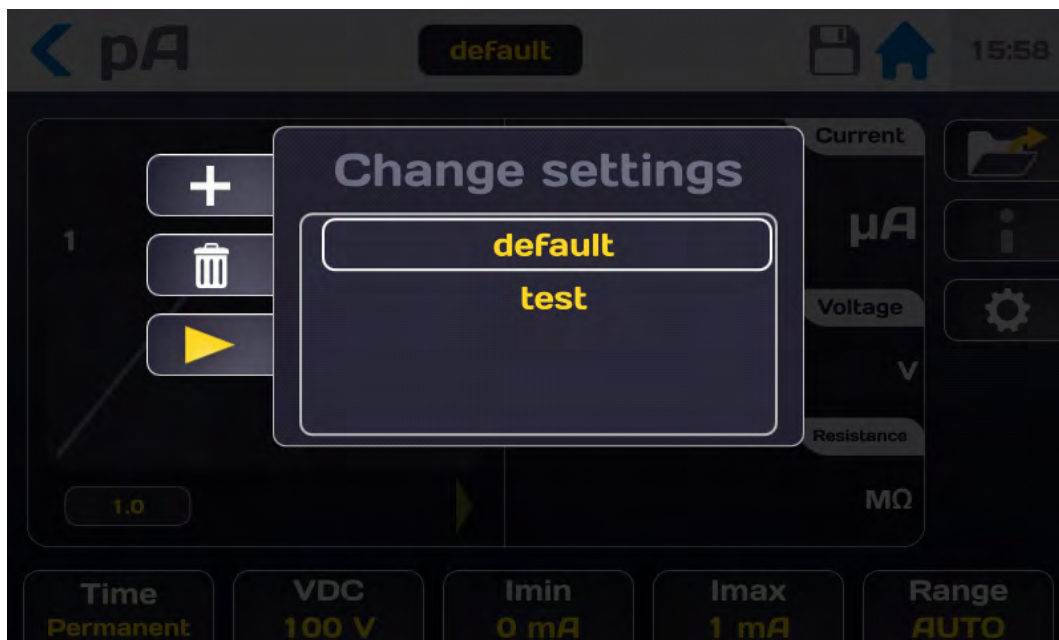 pA default 15:58
Change settings
default
test
1
1.0
Current
μA
Voltage
V
Resistance
MΩ
Time VDC Imin Imax Range
Permanent 100 V 0 mA 1 mA AUTO